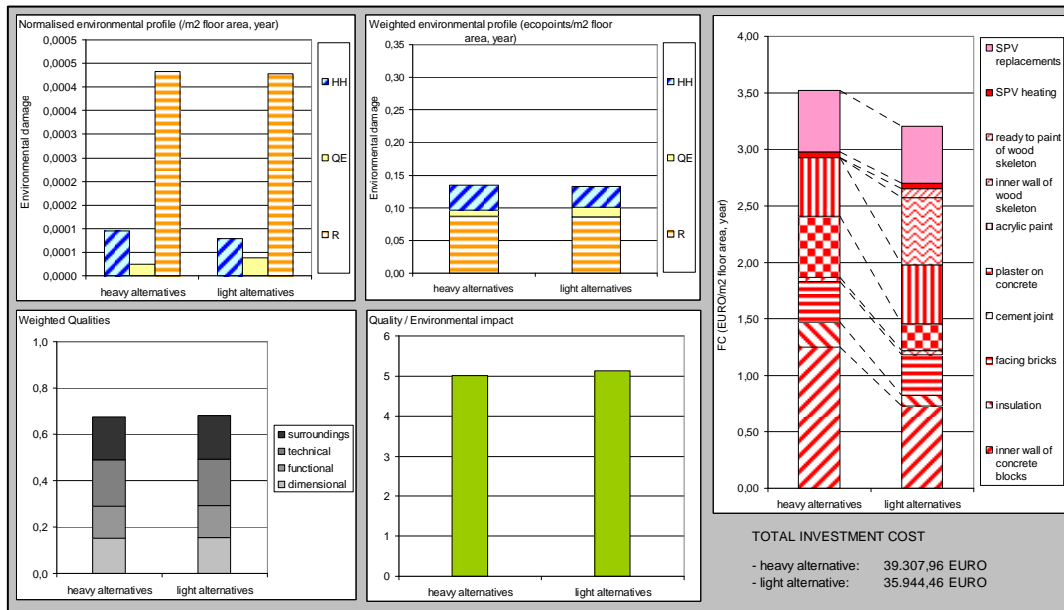 Normalised environmental profile (/m2 floor area, year)
0,0005
0,0005
0,0004
0,0004
0,0003
0,0003
0,0002
0,0002
0,0001
0,0001
0,0000
Environmental damage
heavy alternatives
light alternatives
HH
QE
R
Weighted environmental profile (ecopoints/m2 floor
area, year)
0,35
0,30
0,25
0,20
0,15
0,10
0,05
0,00
Environmental damage
heavy alternatives
light alternatives
HH
QE
R
4,00
3,50
3,00
2,50
2,00
1,50
1,00
0,50
0,00
FC (EURO/m2 floor area, year)
heavy alternatives
light alternatives
SPV
replacements
SPV heating
ready to paint
of wood
skeleton
inner wall of
wood
skeleton
acrylic paint
plaster on
concrete
cement joint
facing bricks
insulation
inner wall of
concrete
blocks
Weighted Qualities
1,0
0,8
0,6
0,4
0,2
0,0
heavy alternatives
light alternatives
surroundings
technical
functional
dimensional
Quality / Environmental impact
6
5
4
3
2
1
0
heavy alternatives
light alternatives
TOTAL INVESTMENT COST
- heavy alternative: 39.307,96 EURO
- light alternative: 35.944,46 EURO